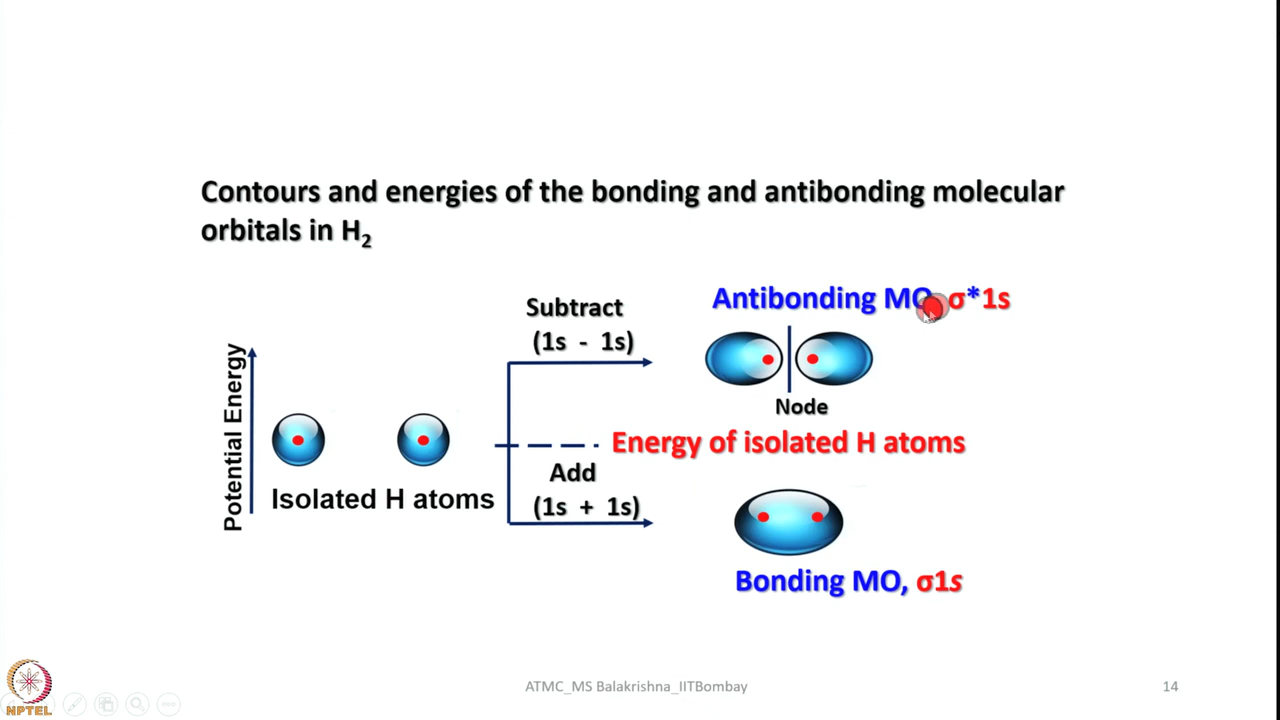 Contours and energies of the bonding and antibonding molecular
orbitals in H₂
Subtract
(1s - 1s)
Antibonding MO, σ*1s
Node
Potential Energy
Energy of isolated H atoms
Isolated H atoms
Add
(1s + 1s)
Bonding MO, σ1s
NPTEL
ATMC_MS Balakrishna_IITBombay
14